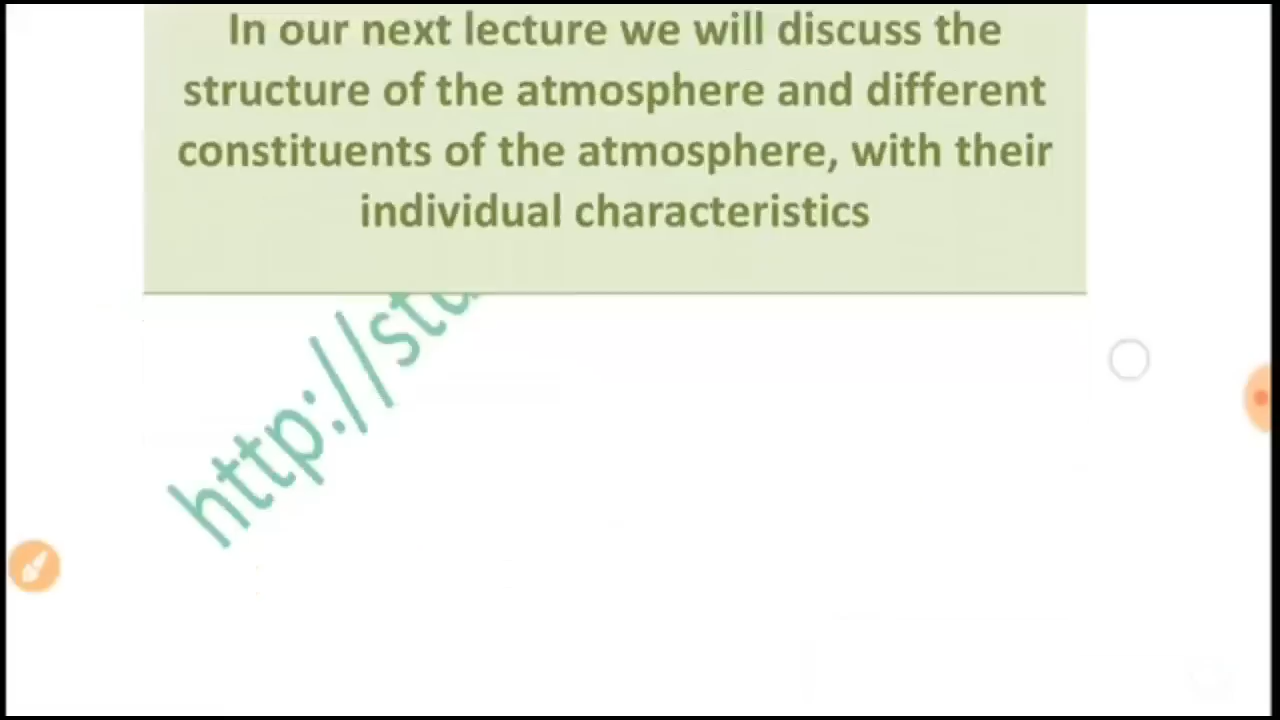 In our next lecture we will discuss the
structure of the atmosphere and different
constituents of the atmosphere, with their
individual characteristics
http://stu